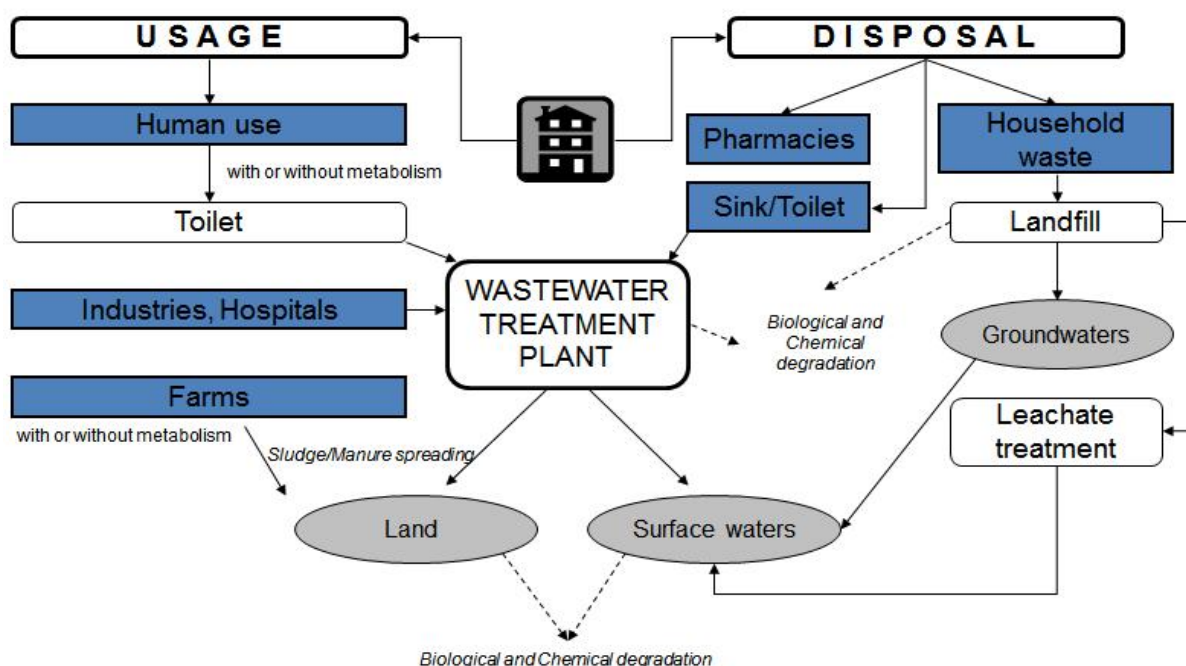 USAGE
DISPOSAL
Human use
Pharmacies
Household
waste
with or without metabolism
Toilet
Sink/Toilet
Landfill
WASTEWATER
TREATMENT
PLANT
Industries, Hospitals
Biological and
Chemical
degradation
Groundwaters
Farms
with or without metabolism
Sludge/Manure spreading
Leachate
treatment
Land
Surface waters
Biological and Chemical degradation